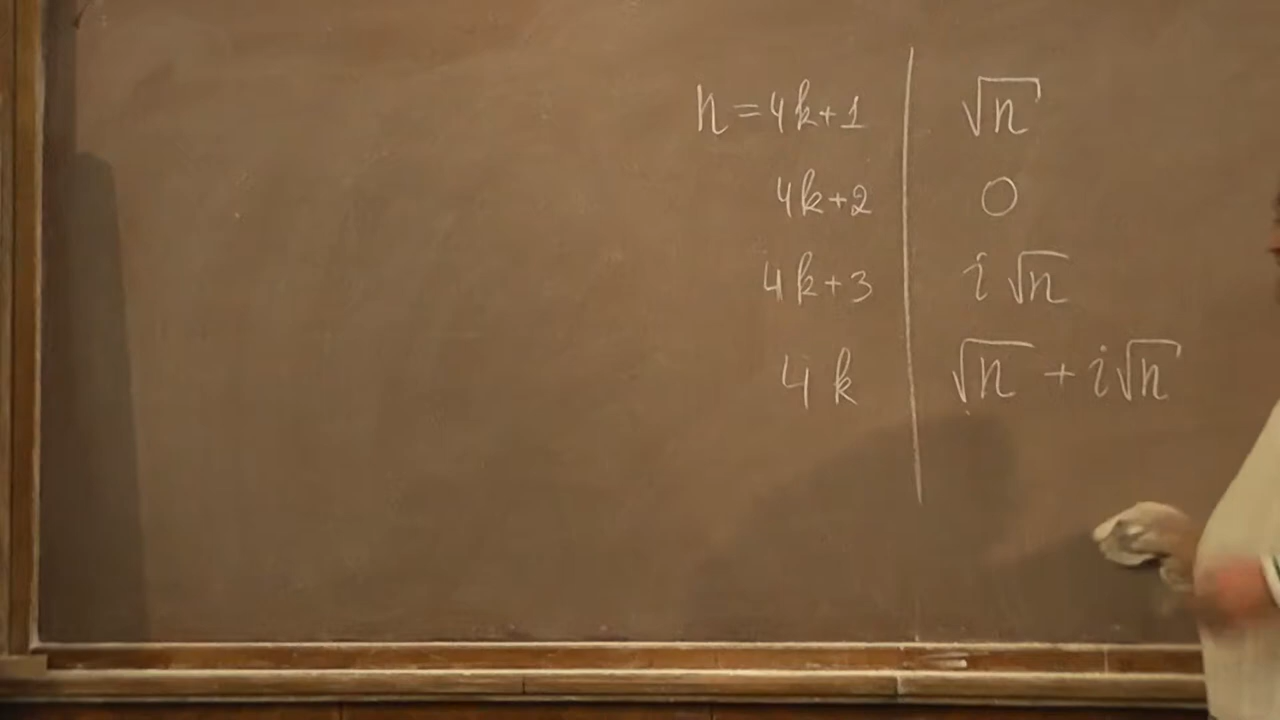 n = 4k+1 | √n
4k+2 | 0
4k+3 | i√n
4k | √n + i√n